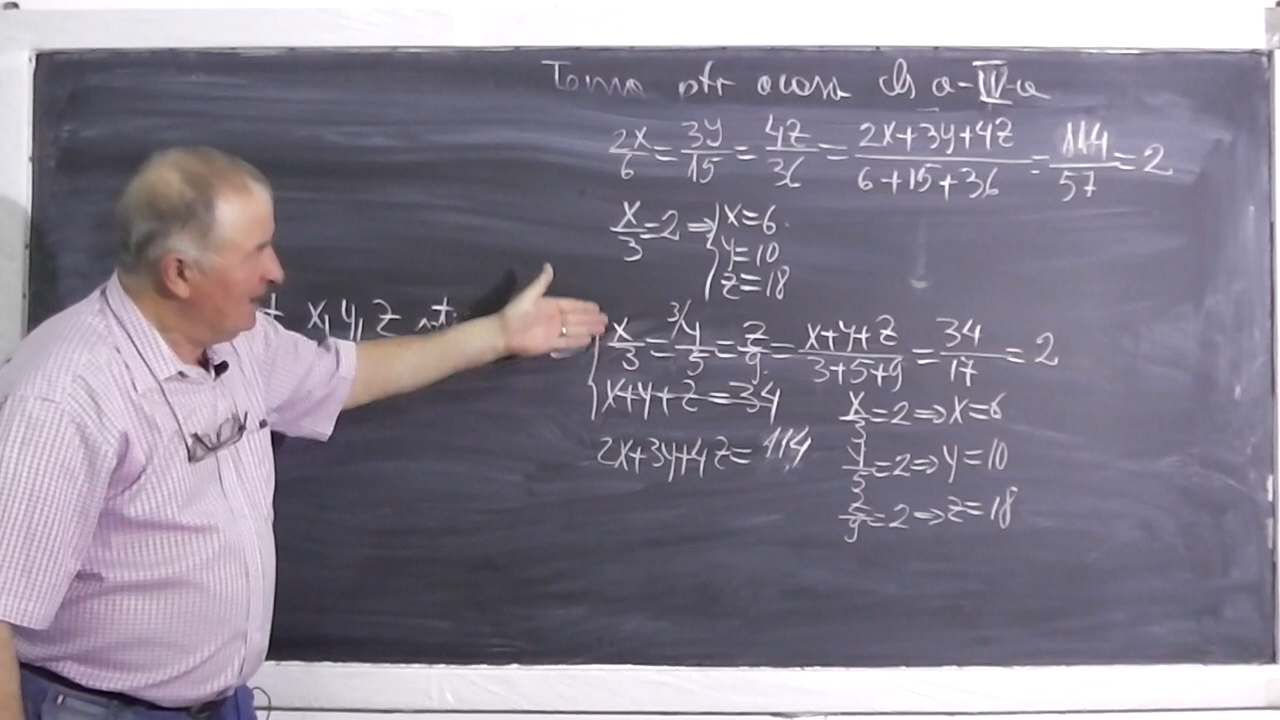 Tema ptr acasa cls a-IV-a
2x/6 = 3y/15 = 4z/36 = (2x+3y+4z)/(6+15+36) = 114/57 = 2
x/3 = 2 ⇒ { x=6
y=10
z=18
x, y, z
{ x/3 = 3/ y/5 = z/9 = (x+y+z)/(3+5+9) = 34/17 = 2
x+y+z=34
x/3 = 2 ⇒ x=6
2x+3y+4z=114
y/5 = 2 ⇒ y=10
z/9 = 2 ⇒ z=18